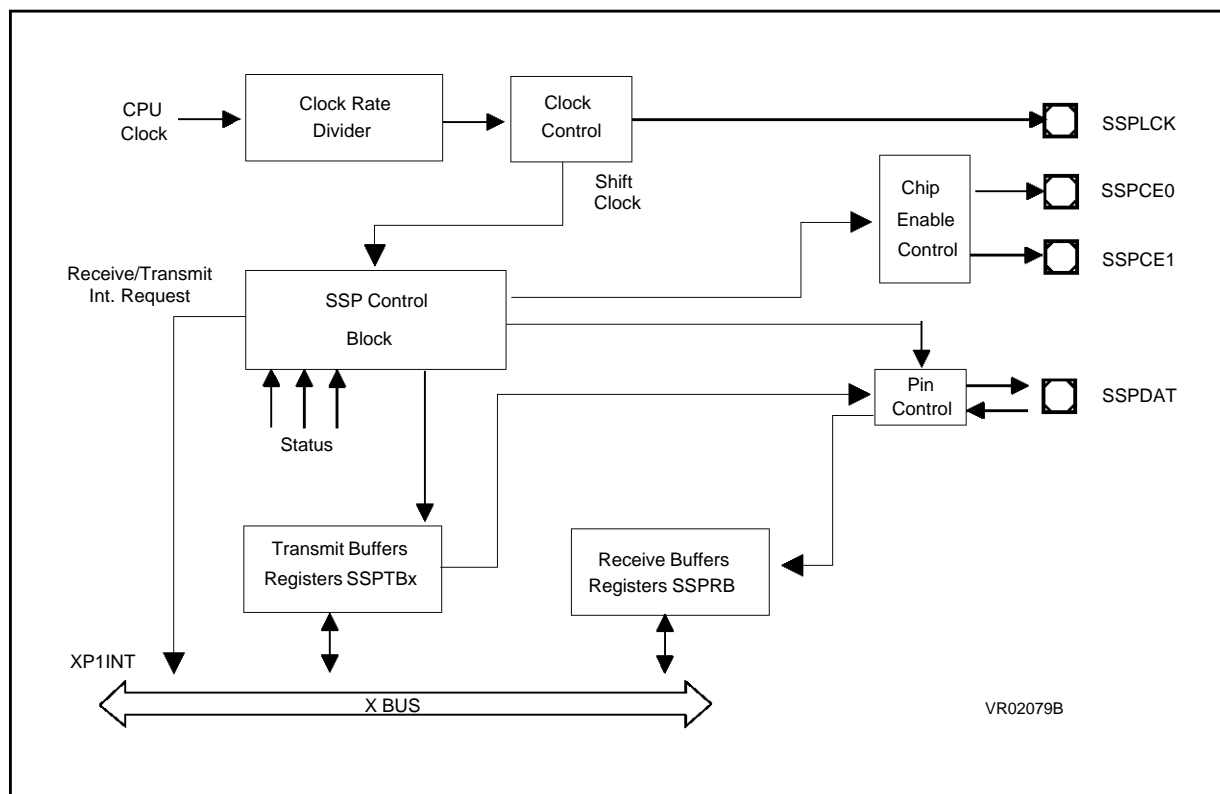 CPU
Clock
Clock Rate
Divider
Clock
Control
SSPLCK
Shift
Clock
Chip
Enable
Control
SSPCE0
SSPCE1
Receive/Transmit
Int. Request
SSP Control
Block
Status
Pin
Control
SSPDAT
Transmit Buffers
Registers SSPTBx
Receive Buffers
Registers SSPRB
XP1INT
X BUS
VR02079B